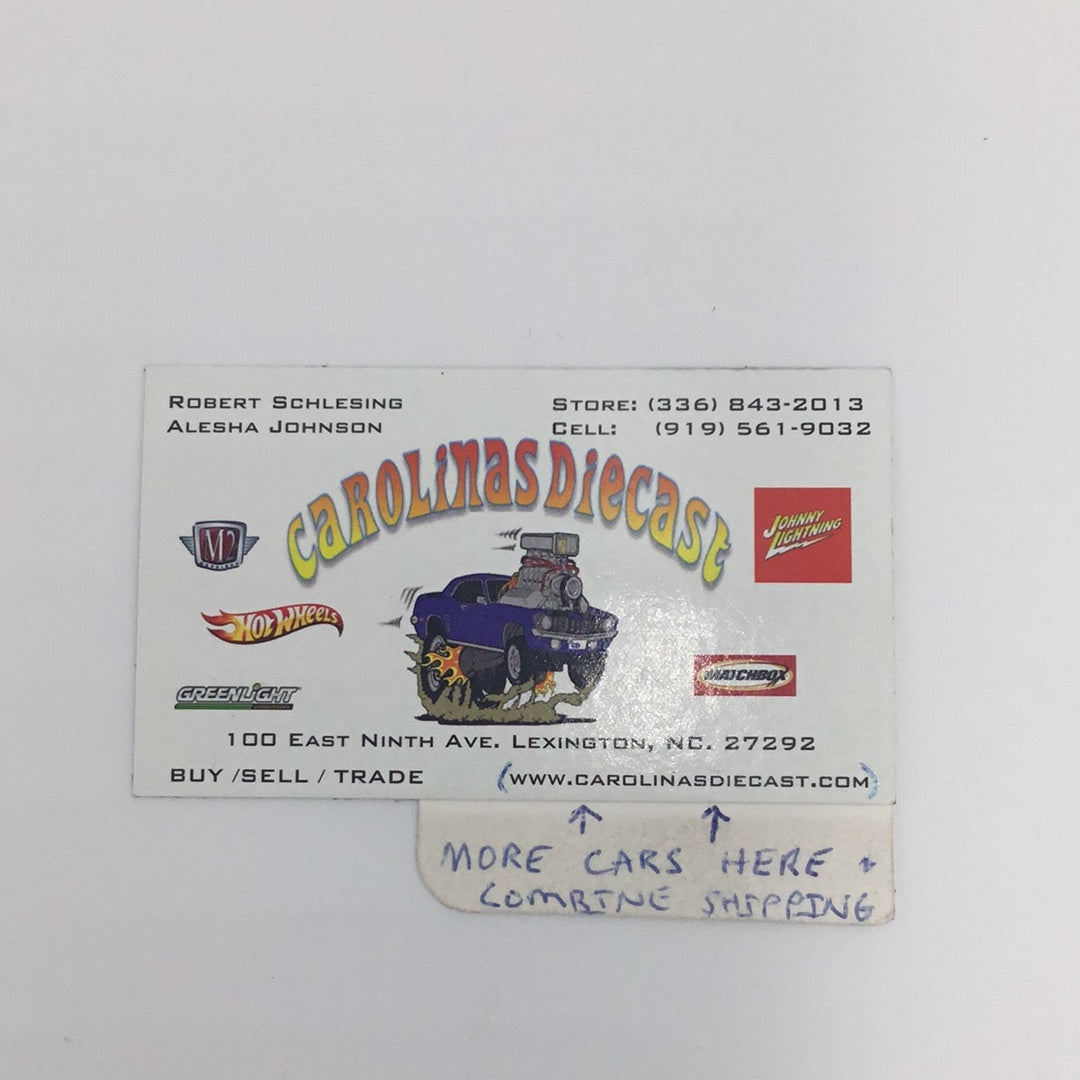 ROBERT SCHLESING
ALESHA JOHNSON
STORE: (336) 843-2013
CELL: (919) 561-9032
CAROLINAS DIECAST
M2
JOHNNY LIGHTNING
HOT WHEELS
GREENLIGHT
MATCHBOX
100 EAST NINTH AVE. LEXINGTON, NC. 27292
BUY /SELL / TRADE
(WWW.CAROLINASDIECAST.COM)
↑ ↑
MORE CARS HERE +
COMBINE SHIPPING